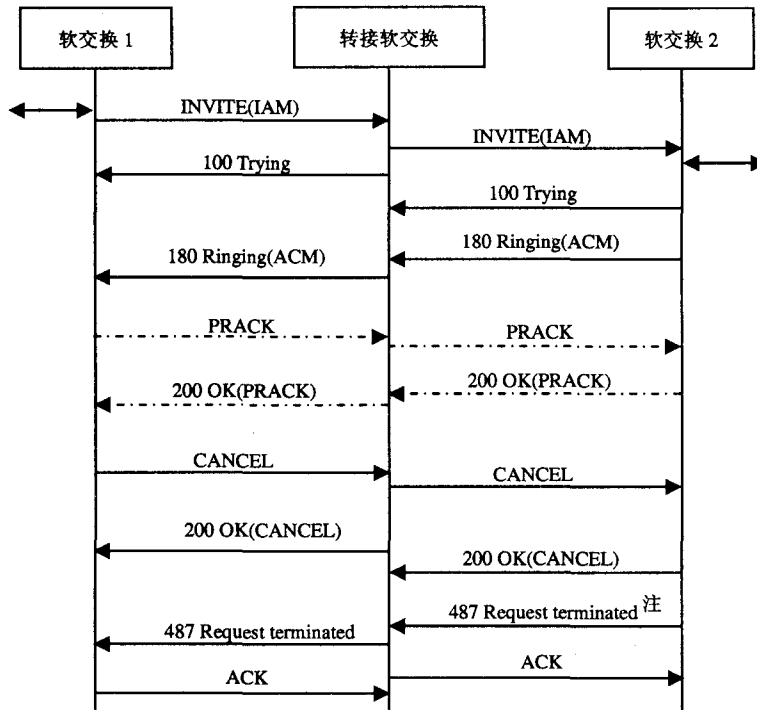 软交换 1
转接软交换
软交换 2
INVITE(IAM)
INVITE(IAM)
100 Trying
100 Trying
180 Ringing(ACM)
180 Ringing(ACM)
PRACK
PRACK
200 OK(PRACK)
200 OK(PRACK)
CANCEL
CANCEL
200 OK(CANCEL)
200 OK(CANCEL)
487 Request terminated 注
487 Request terminated
ACK
ACK